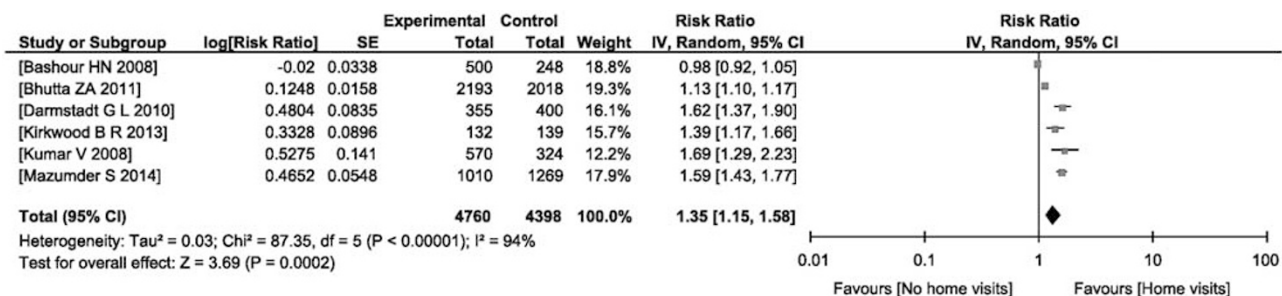 Experimental Control Risk Ratio Risk Ratio
Study or Subgroup log[Risk Ratio] SE Total Total Weight IV, Random, 95% CI IV, Random, 95% CI
[Bashour HN 2008] -0.02 0.0338 500 248 18.8% 0.98 [0.92, 1.05]
[Bhutta ZA 2011] 0.1248 0.0158 2193 2018 19.3% 1.13 [1.10, 1.17]
[Darmstadt G L 2010] 0.4804 0.0835 355 400 16.1% 1.62 [1.37, 1.90]
[Kirkwood B R 2013] 0.3328 0.0896 132 139 15.7% 1.39 [1.17, 1.66]
[Kumar V 2008] 0.5275 0.141 570 324 12.2% 1.69 [1.29, 2.23]
[Mazumder S 2014] 0.4652 0.0548 1010 1269 17.9% 1.59 [1.43, 1.77]
Total (95% CI) 4760 4398 100.0% 1.35 [1.15, 1.58]
Heterogeneity: Tau² = 0.03; Chi² = 87.35, df = 5 (P < 0.00001); I² = 94%
Test for overall effect: Z = 3.69 (P = 0.0002)
0.01 0.1 1 10 100
Favours [No home visits] Favours [Home visits]